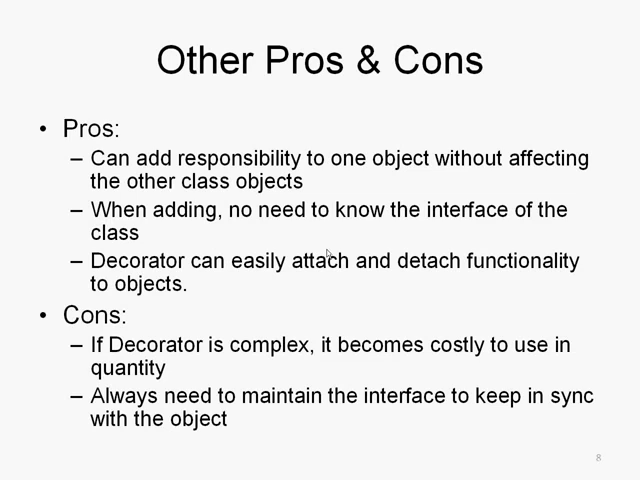 Other Pros & Cons
• Pros:
– Can add responsibility to one object without affecting
the other class objects
– When adding, no need to know the interface of the
class
– Decorator can easily attach and detach functionality
to objects.
• Cons:
– If Decorator is complex, it becomes costly to use in
quantity
– Always need to maintain the interface to keep in sync
with the object
8